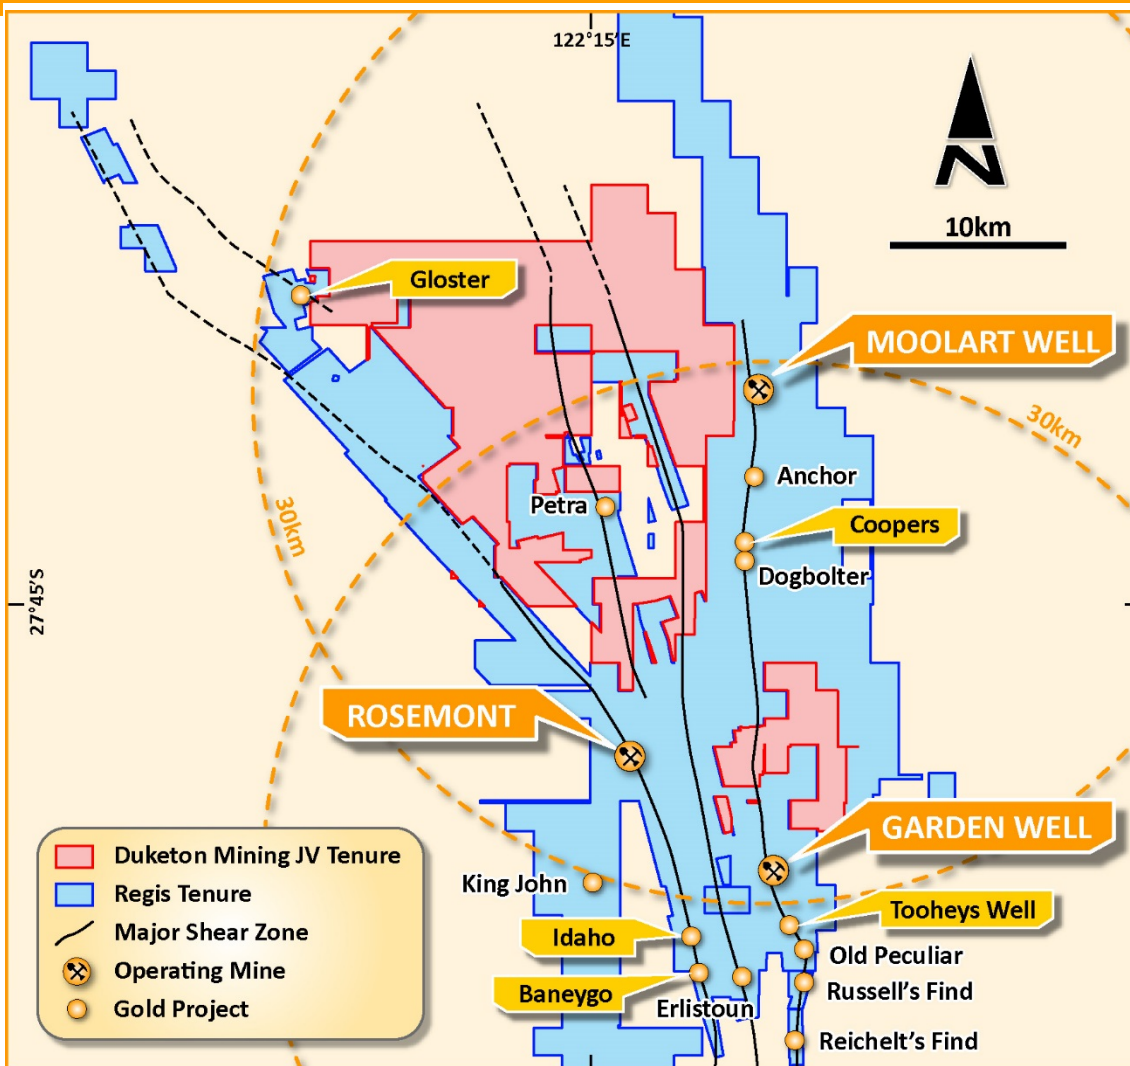 122°15'E
N
10km
Gloster
MOOLART WELL
30km
30km
Anchor
Petra
Coopers
Dogbolter
27°45'S
ROSEMONT
GARDEN WELL
King John
Tooheys Well
Idaho
Old Peculiar
Baneygo
Russell's Find
Erlistoun
Reichelt's Find
Duketon Mining JV Tenure
Regis Tenure
Major Shear Zone
Operating Mine
Gold Project